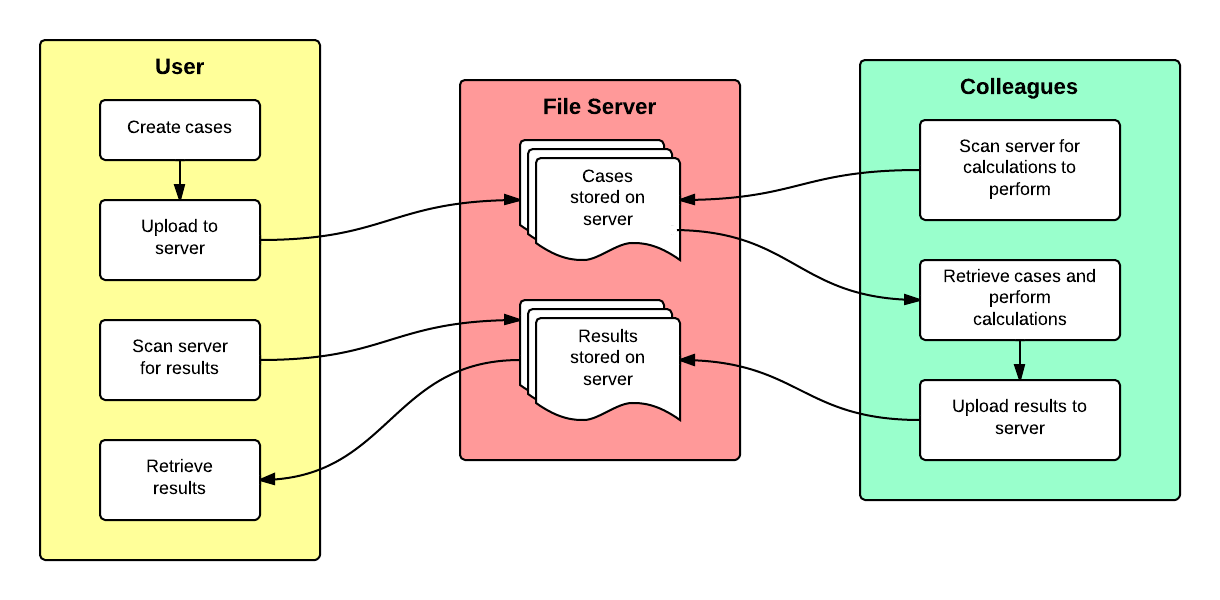 User
Create cases
Upload to
server
Scan server
for results
Retrieve
results
File Server
Cases
stored on
server
Results
stored on
server
Colleagues
Scan server for
calculations to
perform
Retrieve cases and
perform
calculations
Upload results to
server